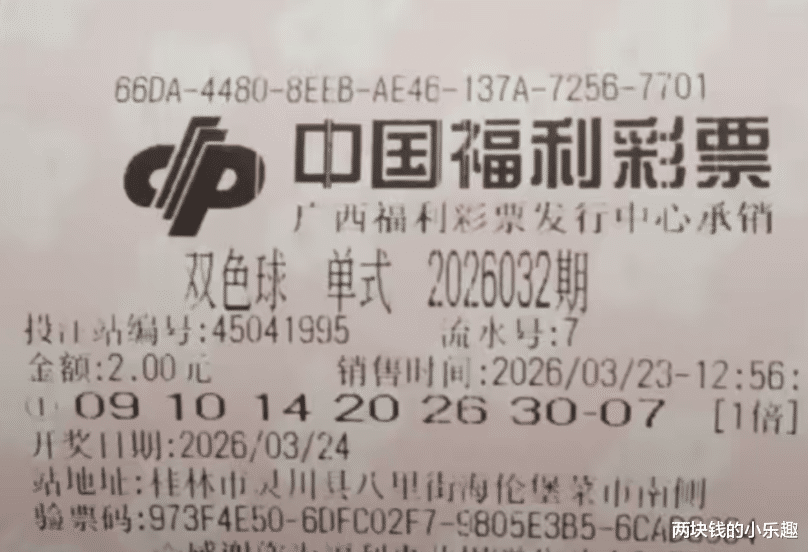 66DA-4480-8EEB-AE46-137A-7256-7701
中国福利彩票
广西福利彩票发行中心承销
双色球 单式 2026032期
投注站编号:45041995 流水号:7
金额:2.00元 销售时间:2026/03/23-12:56:
(1) 09 10 14 20 26 30-07 [1倍]
开奖日期:2026/03/24
站地址:桂林市灵川县八里街海伦堡菜市南侧
验票码:973F4E50-6DFC02F7-9805E3B5-
两块钱的小乐趣